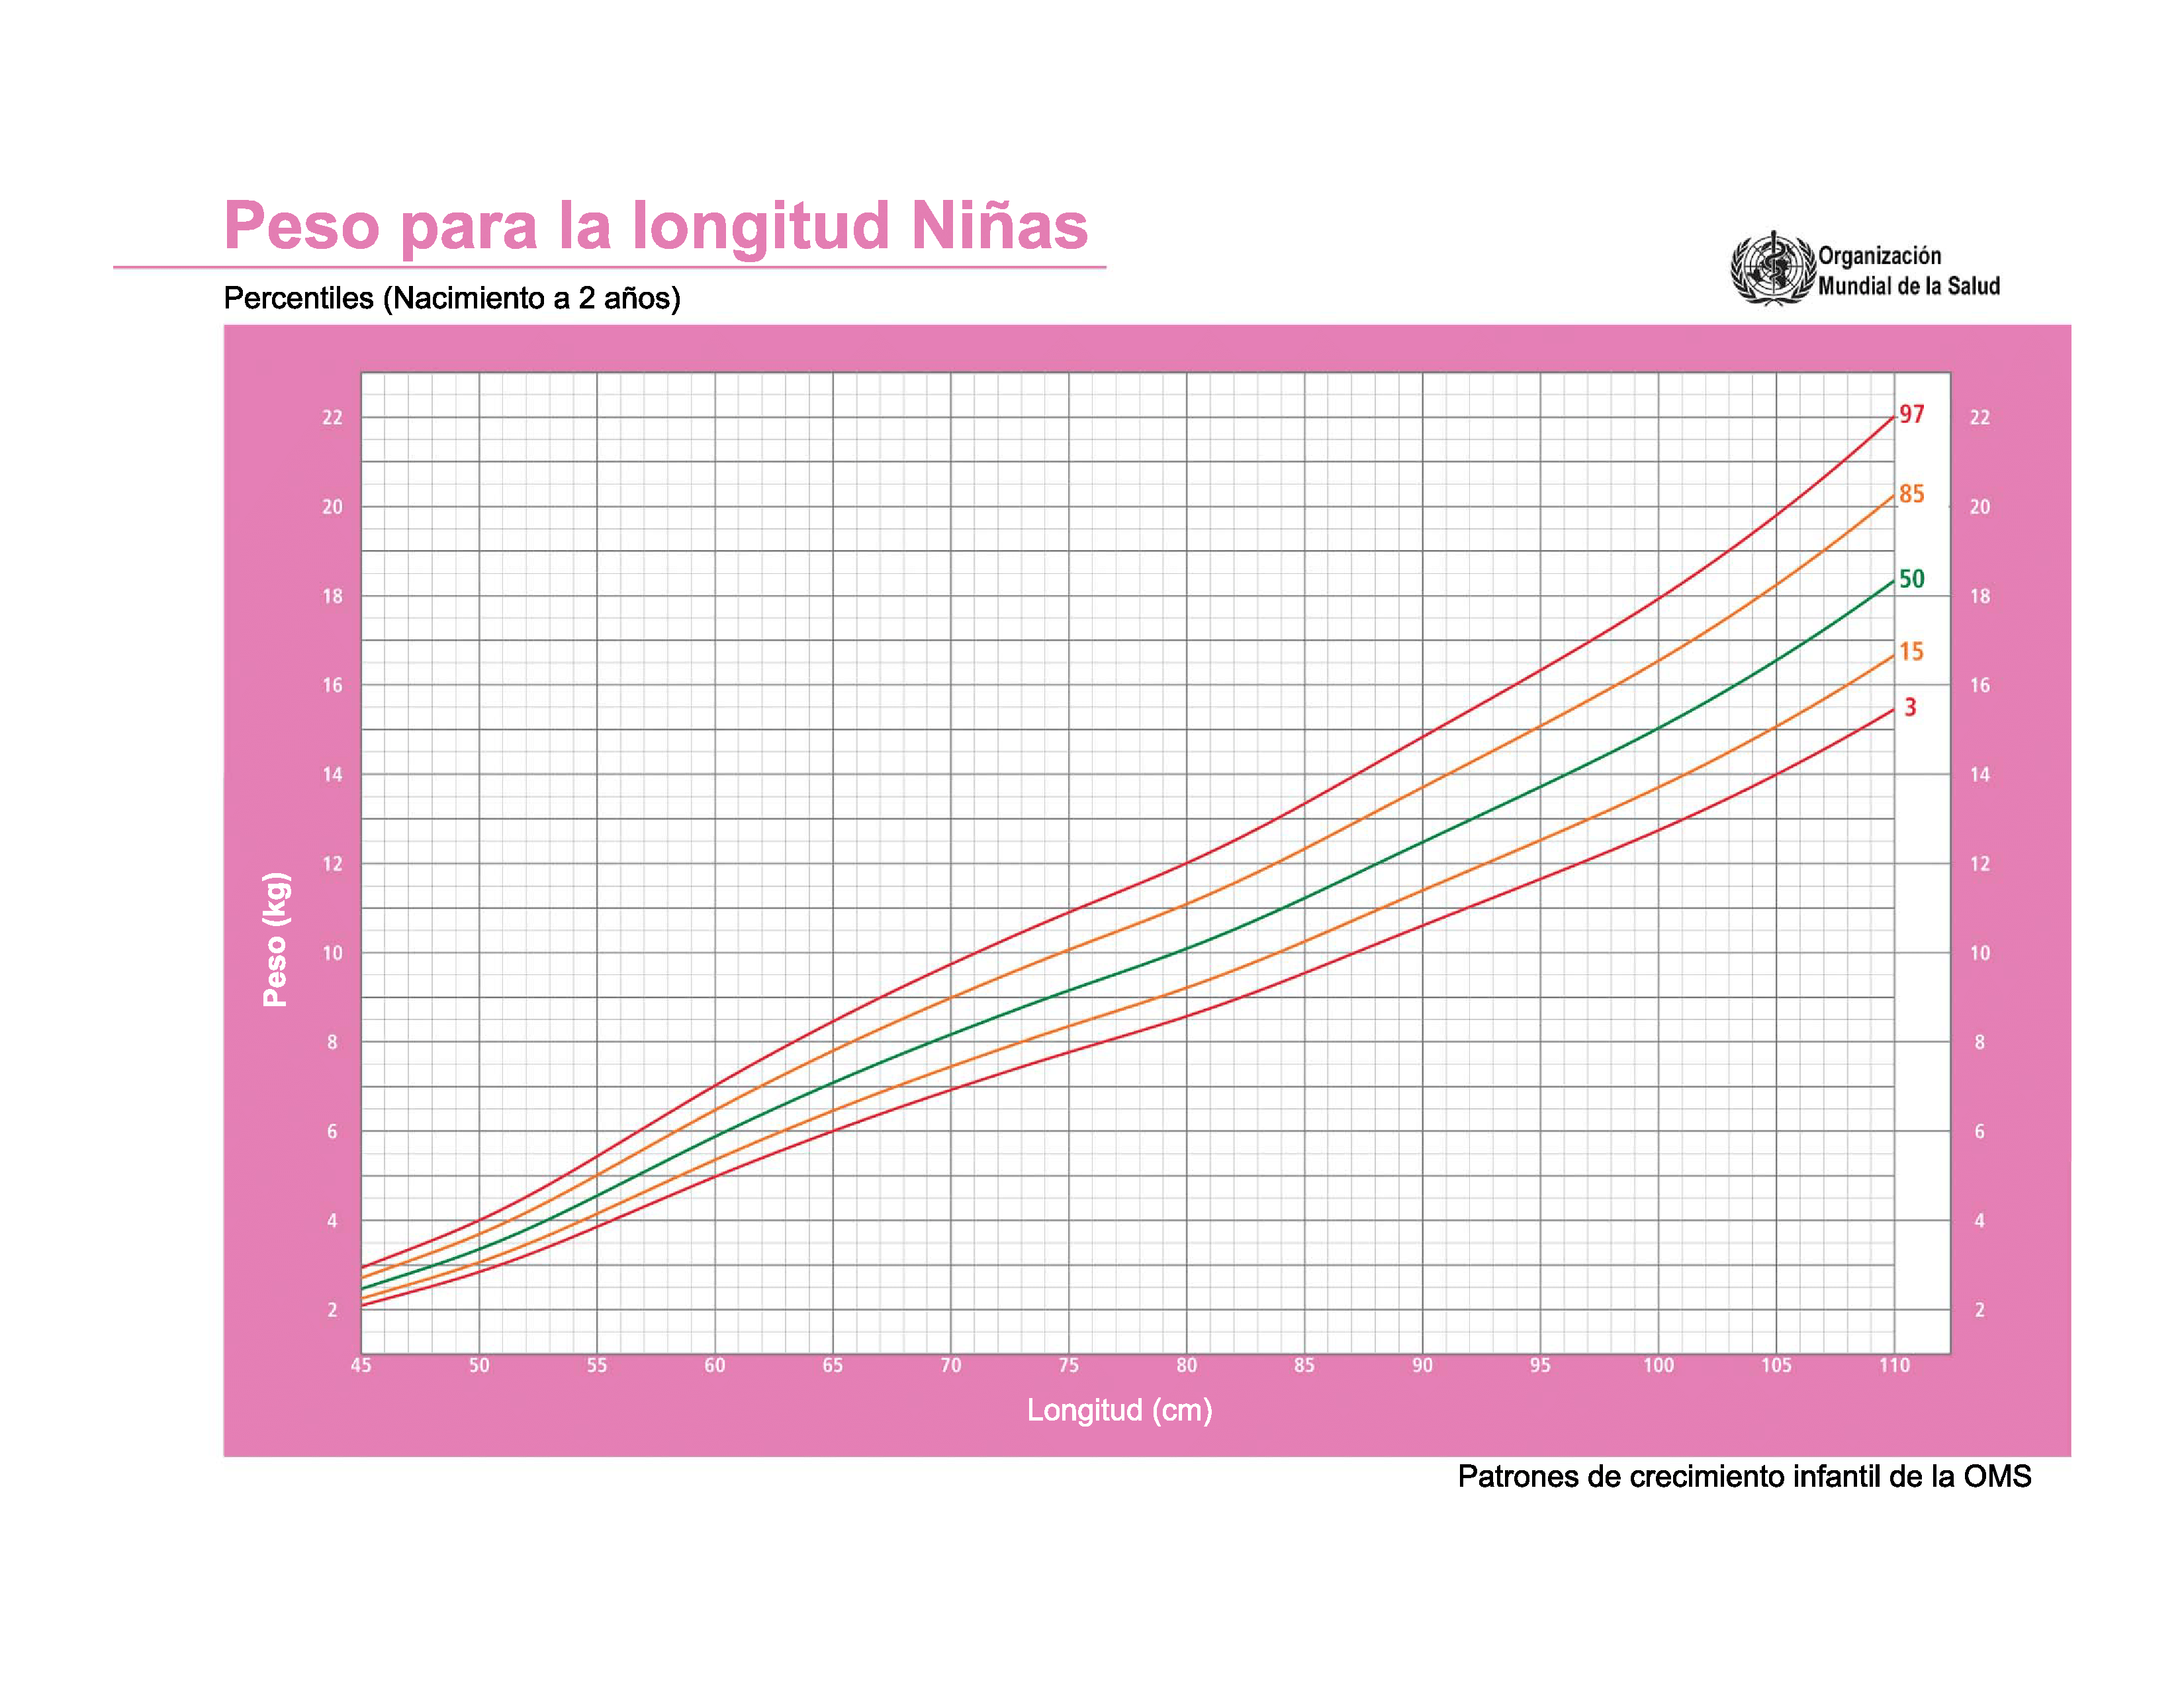 Peso para la longitud Niñas
Organización
Mundial de la Salud
Percentiles (Nacimiento a 2 años)
97
22 22
85
20 20
50
18 18
15
16 16
3
14 14
12 12
Peso (kg)
10 10
8 8
6 6
4 4
2 2
45 50 55 60 65 70 75 80 85 90 95 100 105 110
Longitud (cm)
Patrones de crecimiento infantil de la OMS